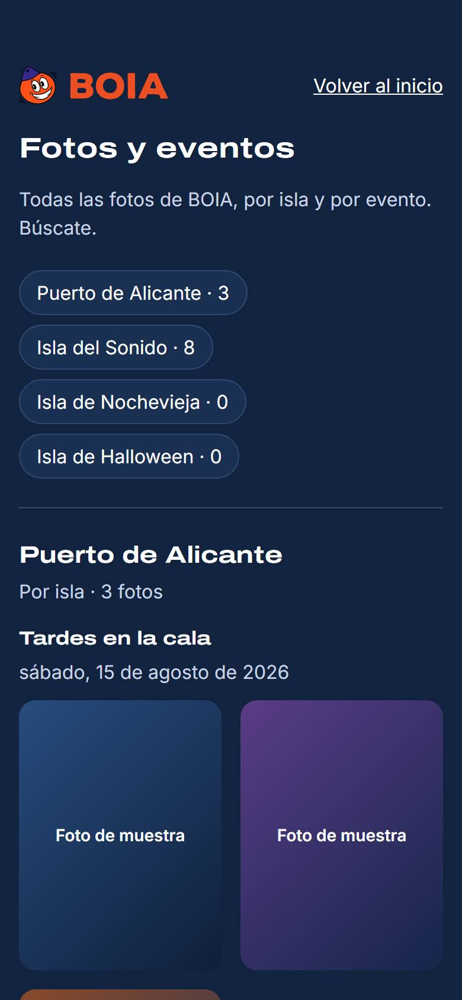 BOIA
Volver al inicio
Fotos y eventos
Todas las fotos de BOIA, por isla y por evento.
Búscate.
Puerto de Alicante · 3
Isla del Sonido · 8
Isla de Nochevieja · 0
Isla de Halloween · 0
Puerto de Alicante
Por isla · 3 fotos
Tardes en la cala
sábado, 15 de agosto de 2026
Foto de muestra
Foto de muestra